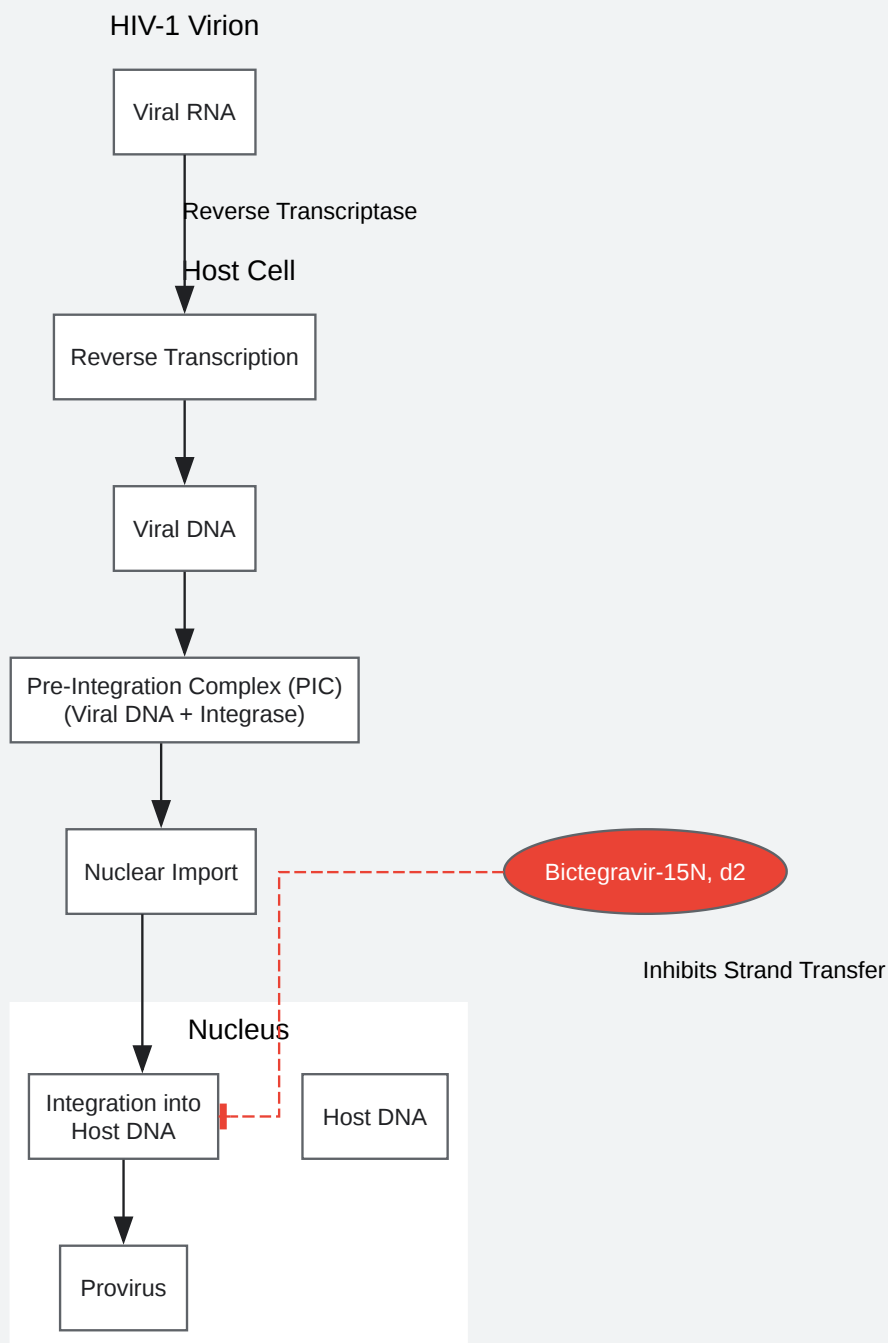 HIV-1 Virion
Viral RNA
Reverse Transcriptase
Host Cell
Reverse Transcription
Viral DNA
Pre-Integration Complex (PIC)
(Viral DNA + Integrase)
Nuclear Import
Bictegravir-15N, d2
Inhibits Strand Transfer
Nucleus
Integration into
Host DNA
Host DNA
Provirus